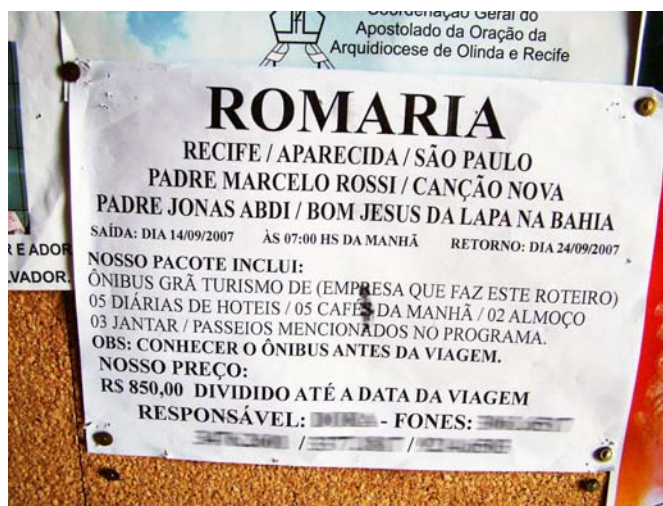 Coordenação Geral do
Apostolado da Oração da
Arquidiocese de Olinda e Recife
ROMARIA
RECIFE / APARECIDA / SÃO PAULO
PADRE MARCELO ROSSI / CANÇÃO NOVA
PADRE JONAS ABDI / BOM JESUS DA LAPA NA BAHIA
SAÍDA: DIA 14/09/2007 ÀS 07:00 HS DA MANHÃ RETORNO: DIA 24/09/2007
R E ADOR
VADOR.
NOSSO PACOTE INCLUI:
ÔNIBUS GRÃ TURISMO DE (EMPRESA QUE FAZ ESTE ROTEIRO)
05 DIÁRIAS DE HOTEIS / 05 CAFÉS DA MANHÃ / 02 ALMOÇO
03 JANTAR / PASSEIOS MENCIONADOS NO PROGRAMA.
OBS: CONHECER O ÔNIBUS ANTES DA VIAGEM.
NOSSO PREÇO:
R$ 850,00 DIVIDIDO ATÉ A DATA DA VIAGEM
RESPONSÁVEL: - FONES:
/ /